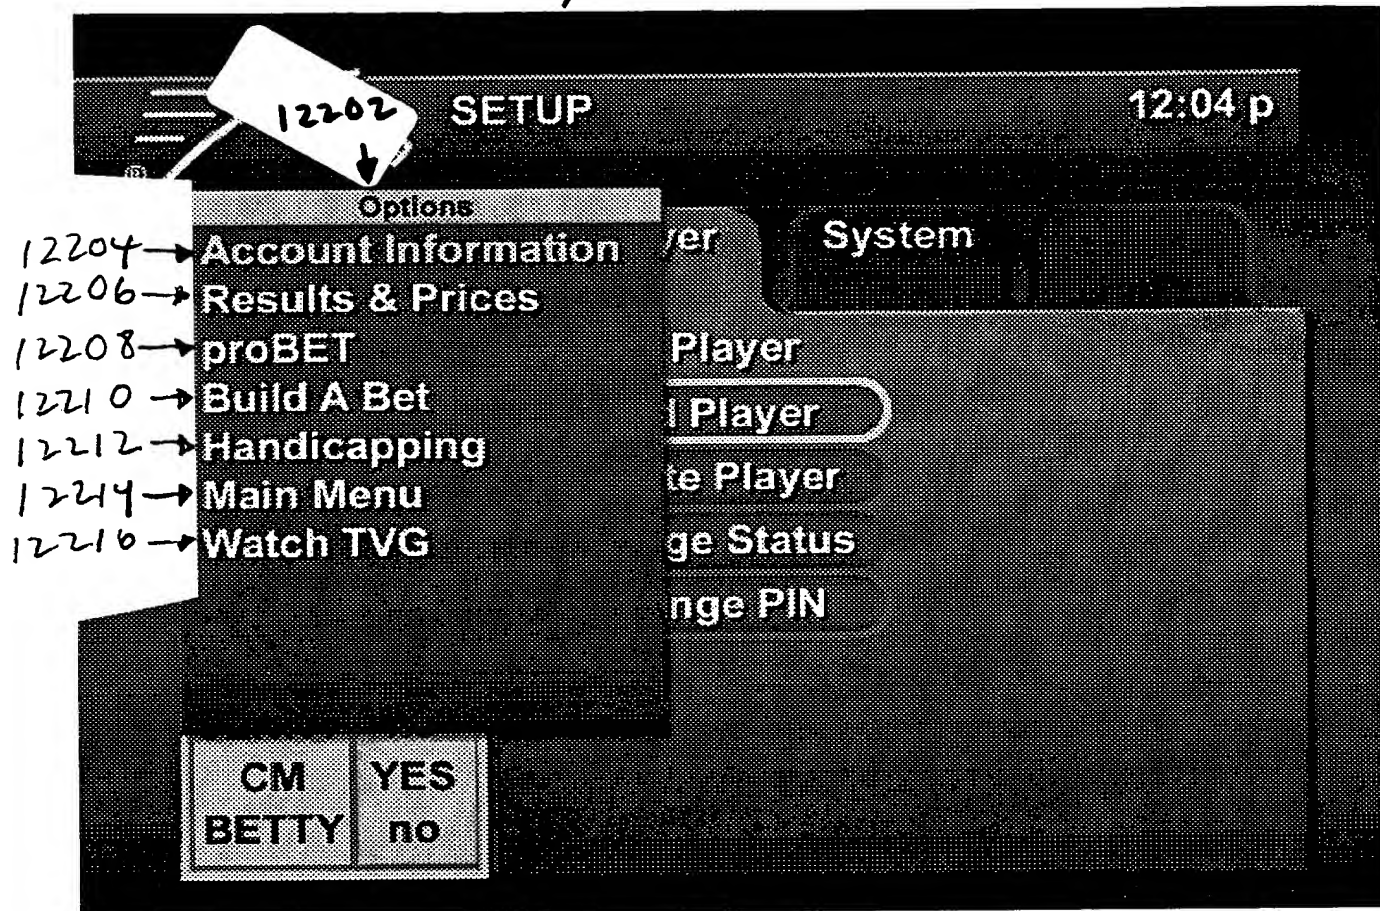 12202
SETUP
12:04 p
Options
yer
System
12204 Account Information
12206 Results & Prices
12208 proBET
12210 Build A Bet
12212 Handicapping
12214 Main Menu
12216 Watch TVG
Player
d Player
te Player
ge Status
nge PIN
CM YES
BETTY no